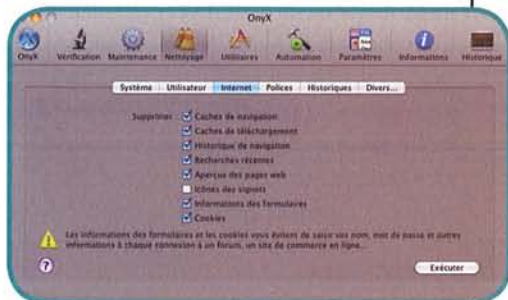 OnyX
OnyX Vérification Maintenance Nettoyage Utilitaires Automation Paramètres Informations Historique
Système Utilisateur Internet Polices Historiques Divers...
Supprimer : Caches de navigation
Caches de téléchargement
Historique de navigation
Recherches récentes
Aperçus des pages web
Icônes des signets
Informations des formulaires
Cookies
Les informations des formulaires et les cookies vous évitent de saisir vos nom, mot de passe et autres
informations à chaque connexion à un forum, un site de commerce en ligne...
?
Exécuter